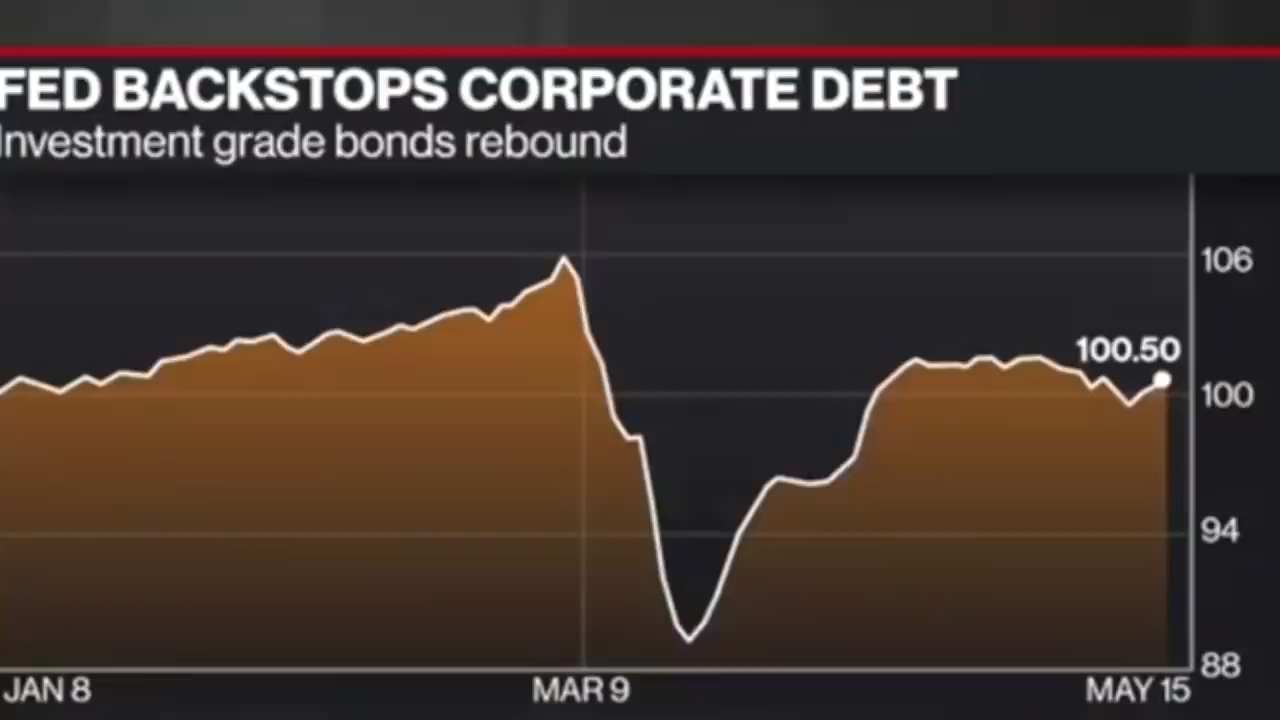 FED BACKSTOPS CORPORATE DEBT
Investment grade bonds rebound
106
100.50
100
94
88
JAN 8
MAR 9
MAY 15